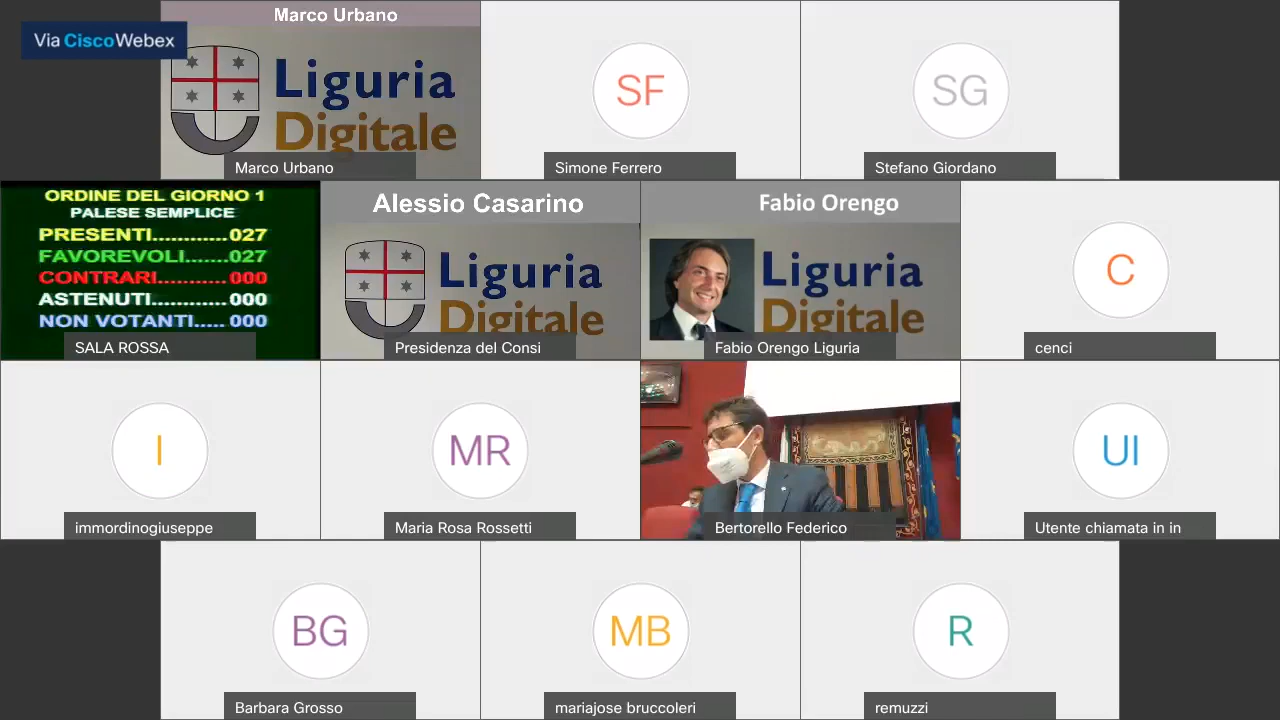 Via Cisco Webex
Marco Urbano
Liguria
Digitale
Marco Urbano
SF
Simone Ferrero
SG
Stefano Giordano
ORDINE DEL GIORNO 1
PALESE SEMPLICE
PRESENTI............027
FAVOREVOLI.......027
CONTRARI...........000
ASTENUTI...........000
NON VOTANTI..... 000
SALA ROSSA
Alessio Casarino
Liguria
Digitale
Presidenza del Consi
Fabio Orengo
Liguria
Digitale
Fabio Orengo Liguria
C
cenci
I
immordinogiuseppe
MR
Maria Rosa Rossetti
Bertorello Federico
UI
Utente chiamata in in
BG
Barbara Grosso
MB
mariajose bruccoleri
R
remuzzi